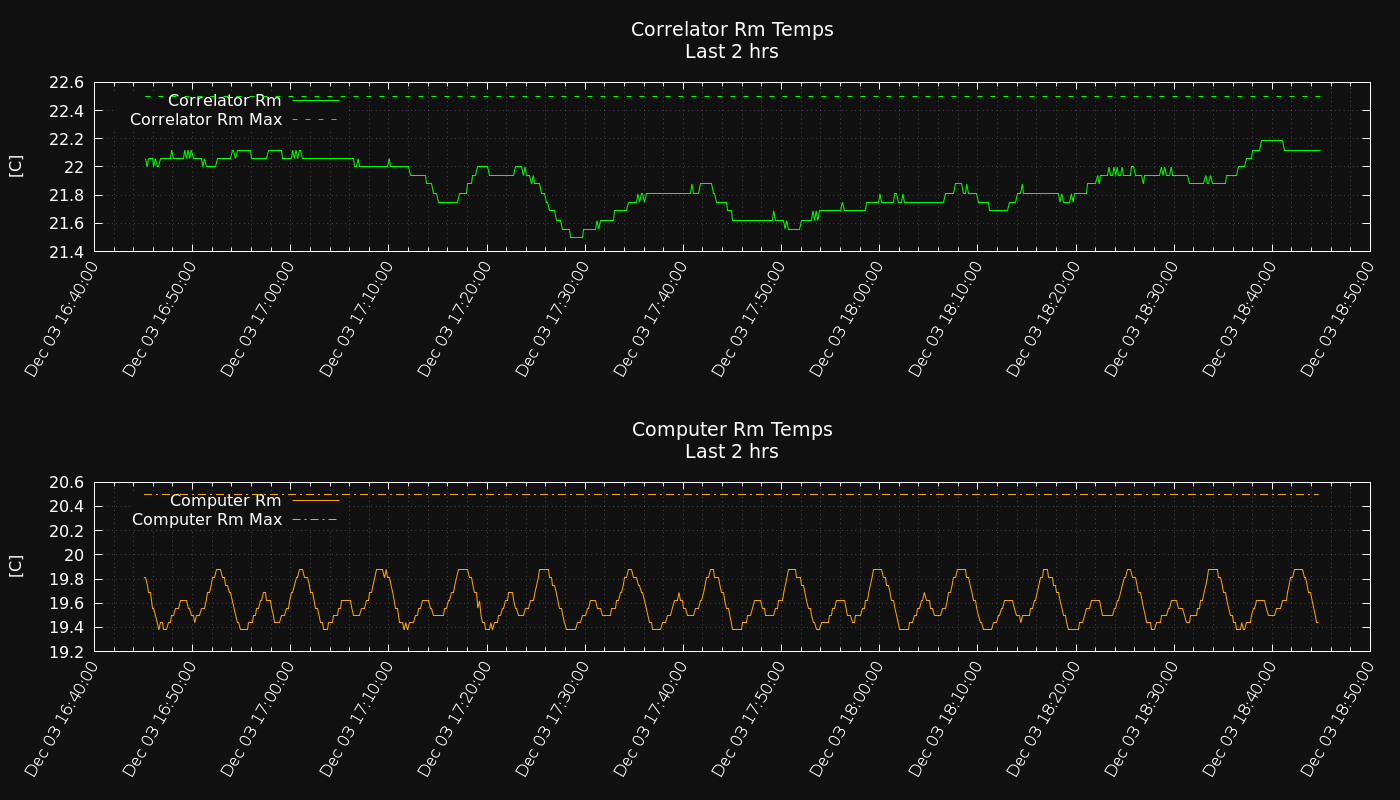 Correlator Rm Temps
Last 2 hrs
[C]
22.6
22.4
22.2
22
21.8
21.6
21.4
Correlator Rm
Correlator Rm Max
Dec 03 16:40:00
Dec 03 16:50:00
Dec 03 17:00:00
Dec 03 17:10:00
Dec 03 17:20:00
Dec 03 17:30:00
Dec 03 17:40:00
Dec 03 17:50:00
Dec 03 18:00:00
Dec 03 18:10:00
Dec 03 18:20:00
Dec 03 18:30:00
Dec 03 18:40:00
Dec 03 18:50:00
Computer Rm Temps
Last 2 hrs
[C]
20.6
20.4
20.2
20
19.8
19.6
19.4
19.2
Computer Rm
Computer Rm Max
Dec 03 16:40:00
Dec 03 16:50:00
Dec 03 17:00:00
Dec 03 17:10:00
Dec 03 17:20:00
Dec 03 17:30:00
Dec 03 17:40:00
Dec 03 17:50:00
Dec 03 18:00:00
Dec 03 18:10:00
Dec 03 18:20:00
Dec 03 18:30:00
Dec 03 18:40:00
Dec 03 18:50:00